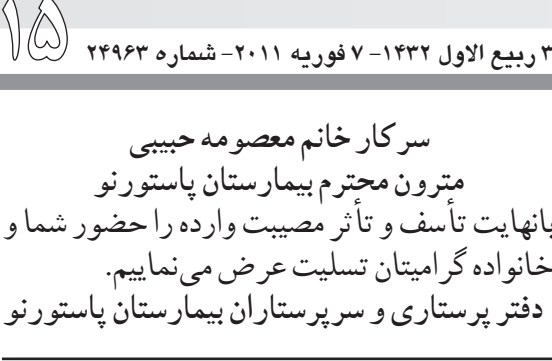 ۱۵
۳ ربیع الاول ۱۴۳۲- ۷ فوریه ۲۰۱۱- شماره ۲۴۹۶۳
سرکار خانم معصومه حبیبی
مترون محترم بیمارستان پاستورنو
بانهایت تأسف و تأثر مصیبت وارده را حضور شما و
خانواده گرامیتان تسلیت عرض می‌نماییم.
دفتر پرستاری و سرپرستاران بیمارستان پاستورنو